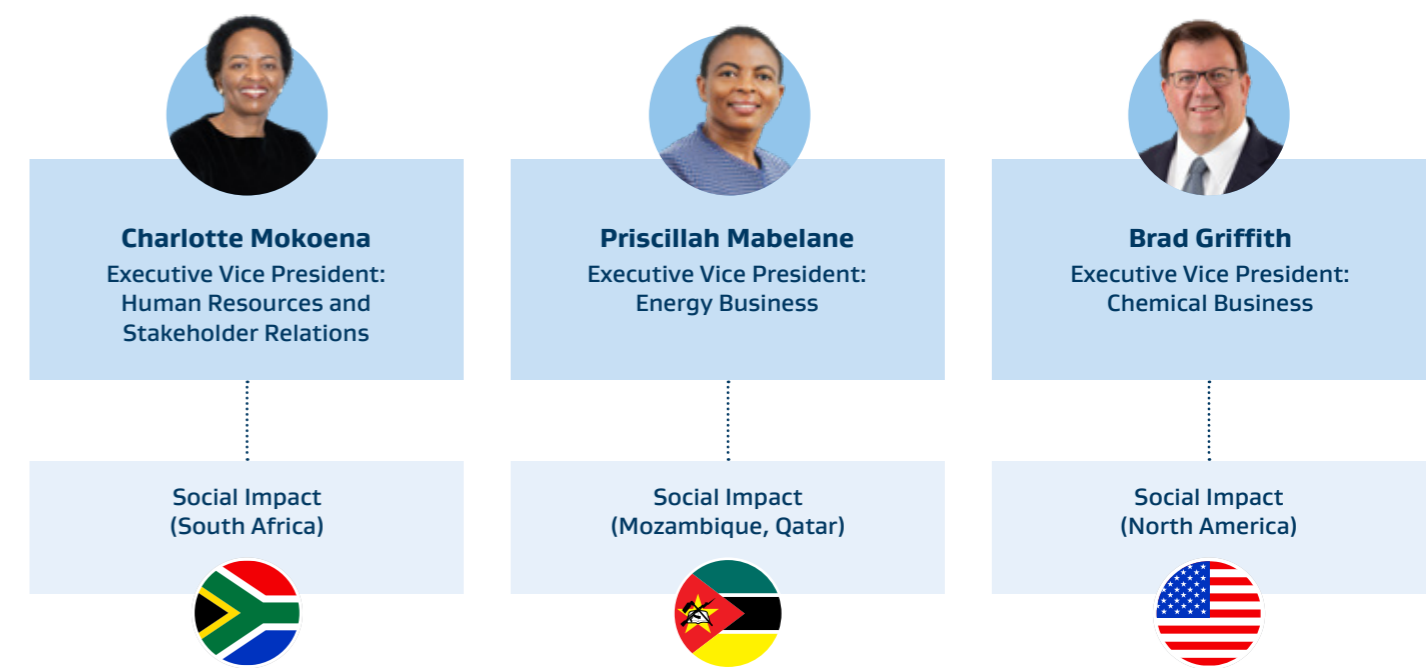 Charlotte Mokoena
Executive Vice President:
Human Resources and
Stakeholder Relations
Social Impact
(South Africa)
Priscillah Mabelane
Executive Vice President:
Energy Business
Social Impact
(Mozambique, Qatar)
Brad Griffith
Executive Vice President:
Chemical Business
Social Impact
(North America)